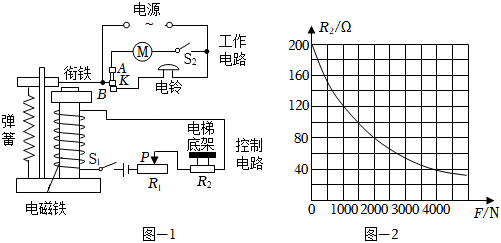 电源
~
M
S₂
工作
电路
衔铁
A
K
B
电铃
弹
簧
电梯
底架
控制
电路
S₁
P
R₁
R₂
电磁铁
图-1
R₂/Ω
200
160
120
80
40
0
1000 2000 3000 4000
F/N
图-2